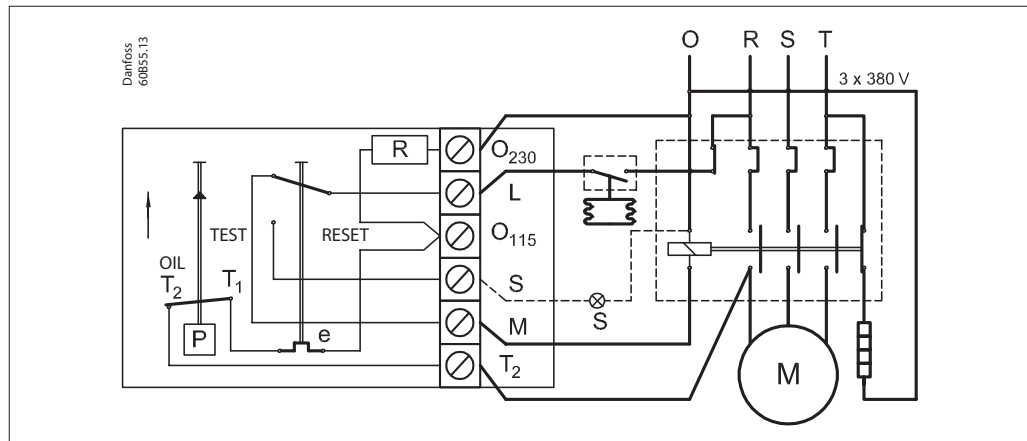 Danfoss
60B55.13
O R S T
3 x 380 V
R
O230
L
O115
TEST RESET
OIL
S
T2 T1
S
M
P
e
T2
M